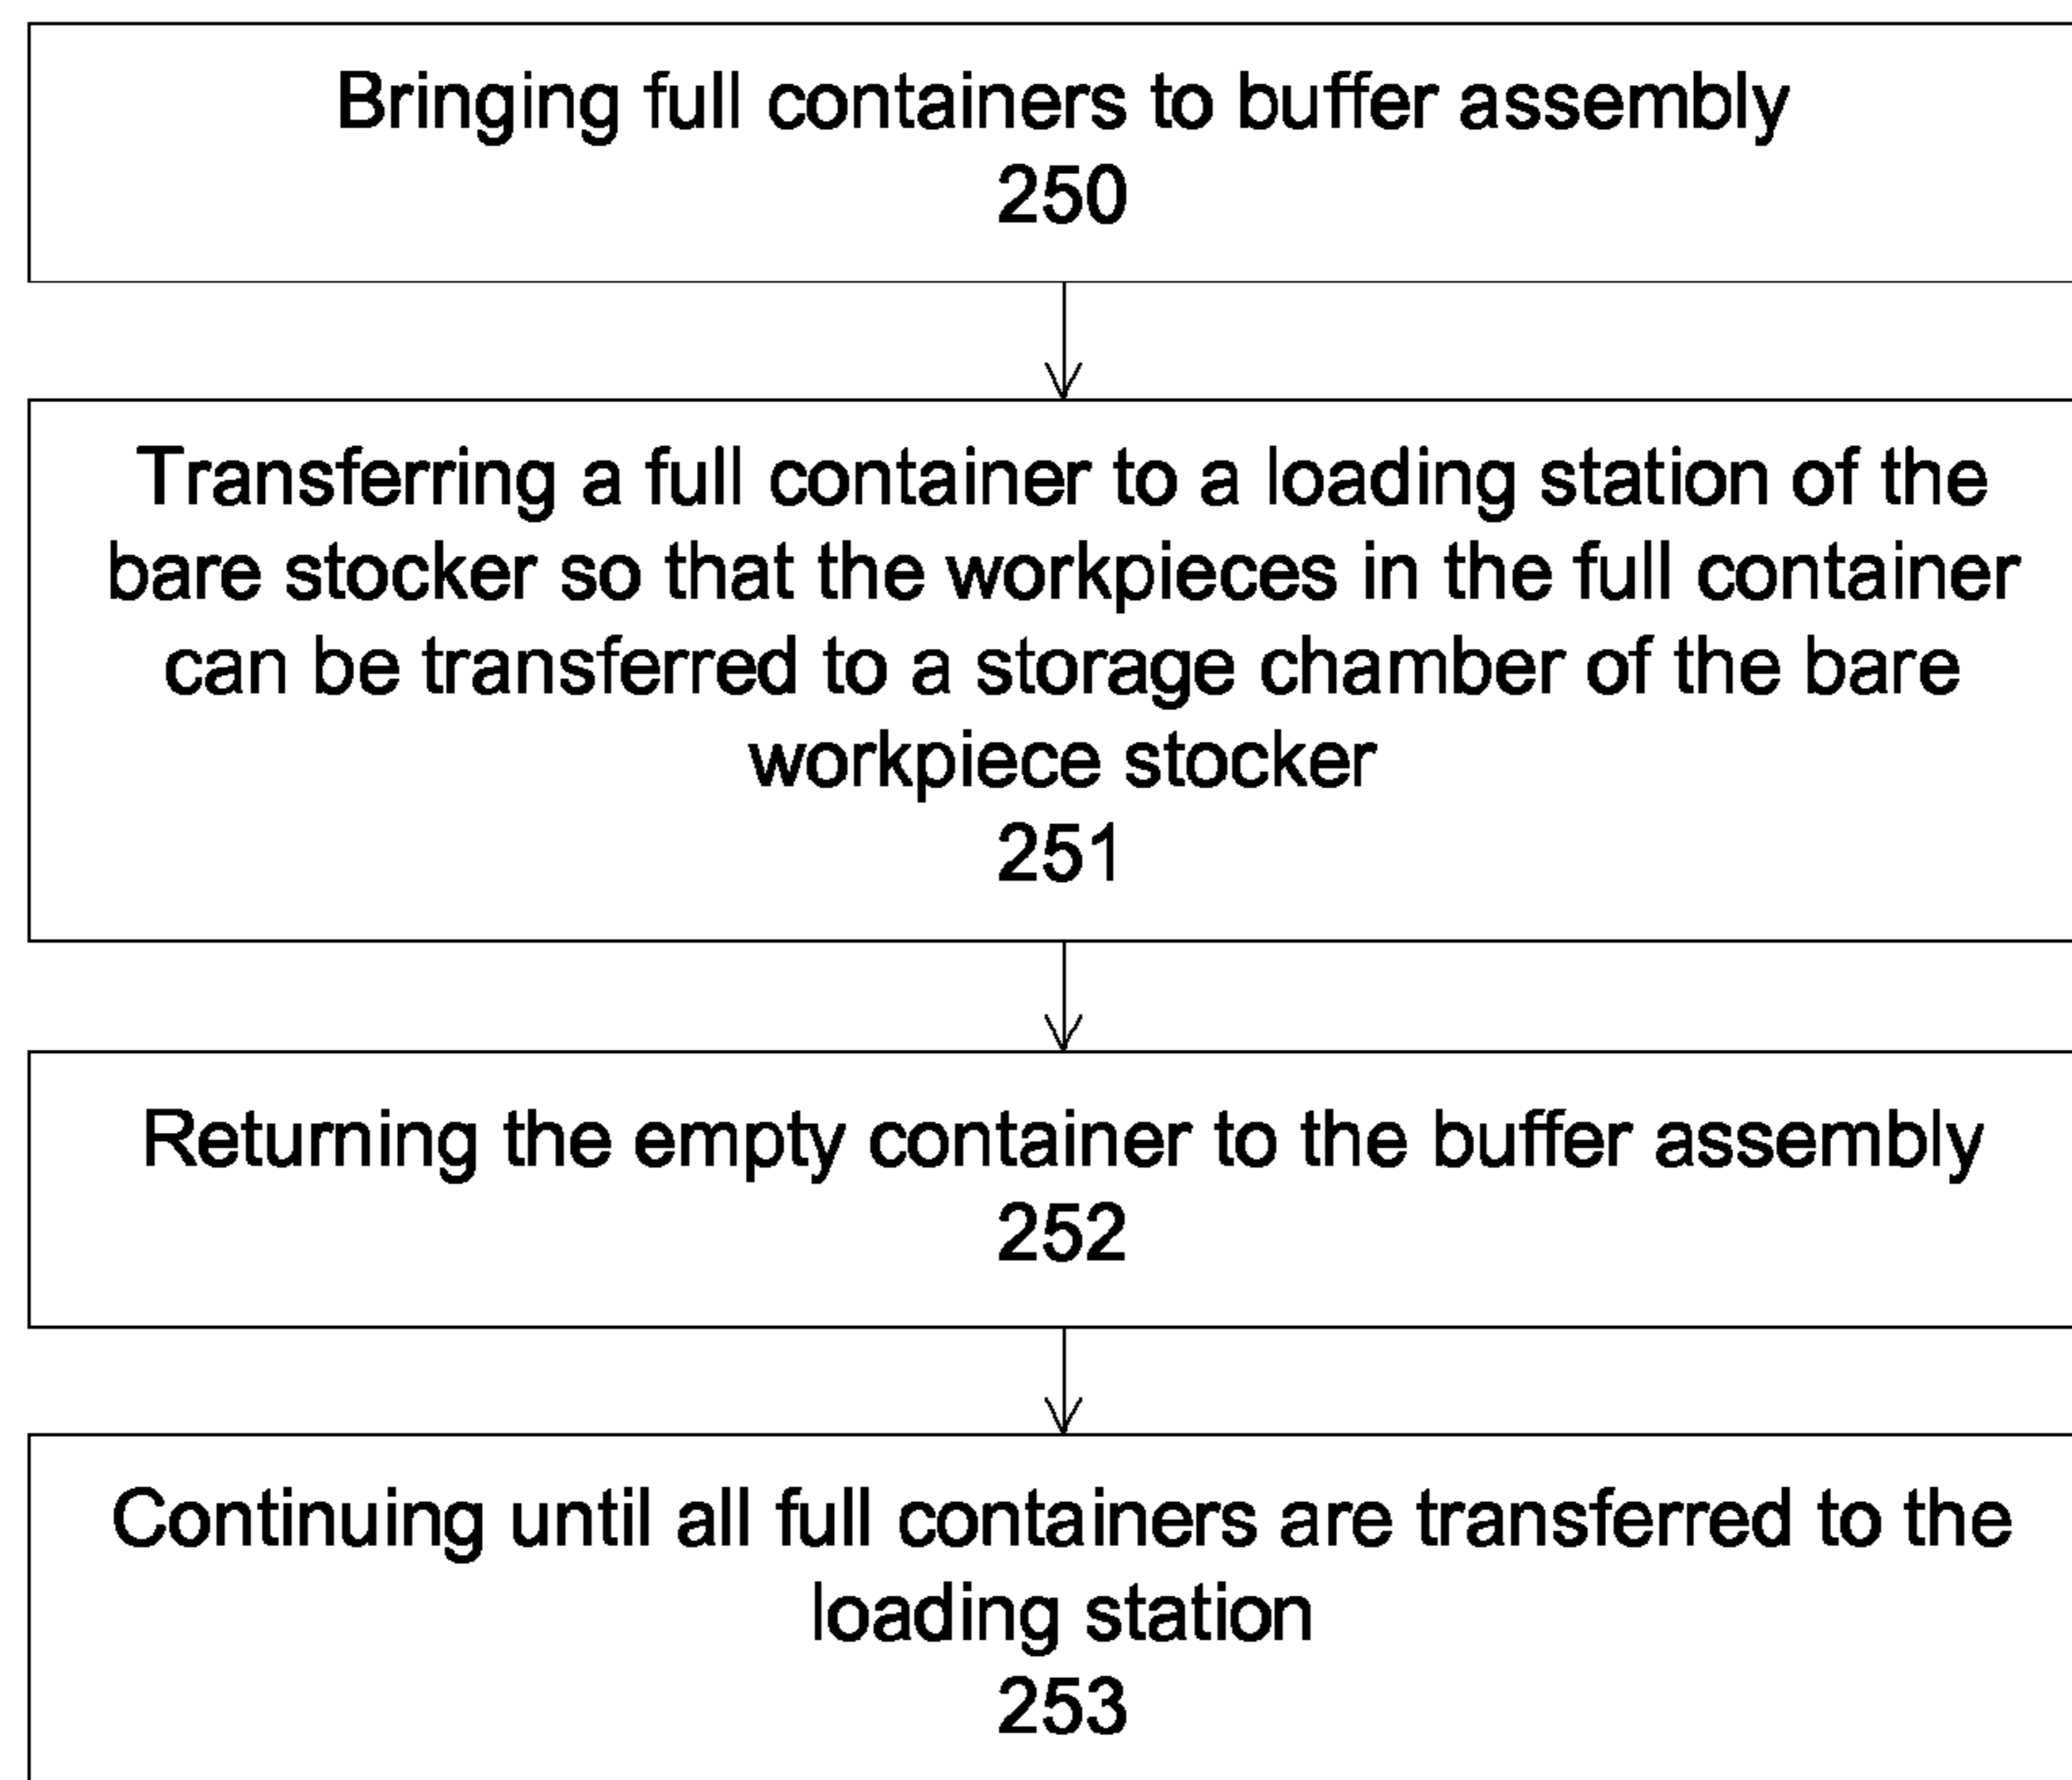 Bringing full containers to buffer assembly
250
Transferring a full container to a loading station of the
bare stocker so that the workpieces in the full container
can be transferred to a storage chamber of the bare
workpiece stocker
251
Returning the empty container to the buffer assembly
252
Continuing until all full containers are transferred to the
loading station
253